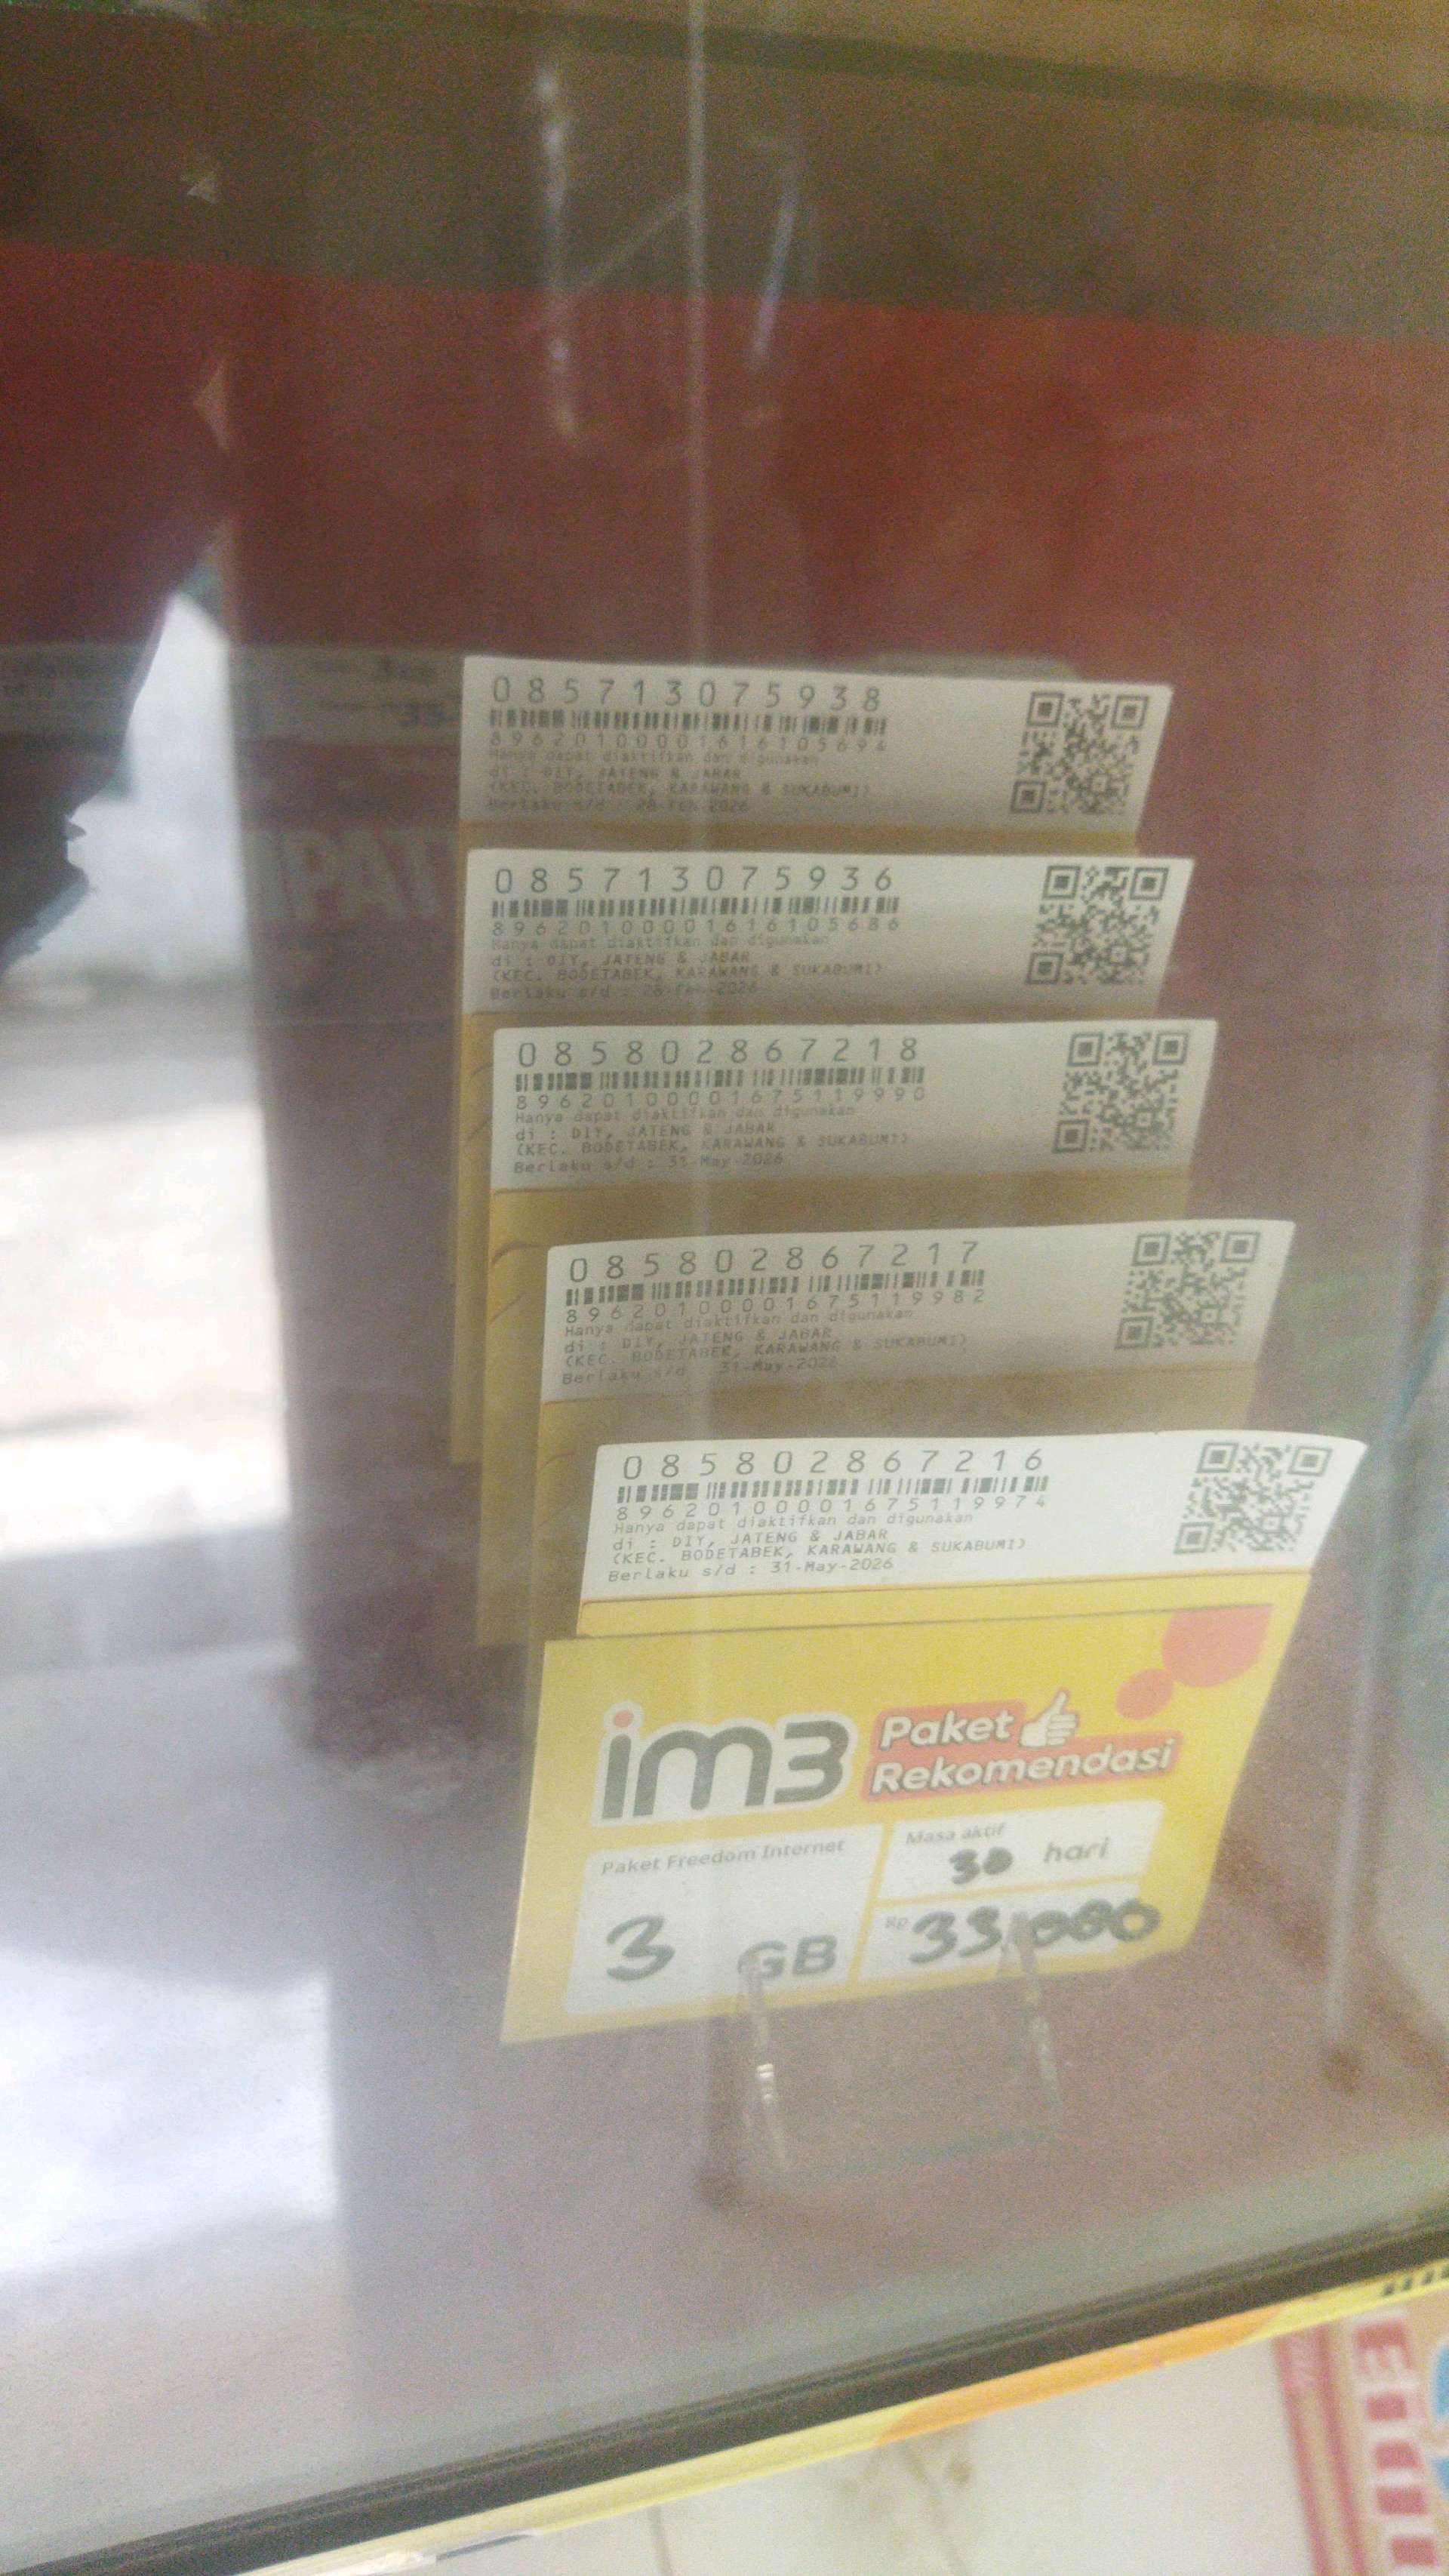 085713075938
89620100001616105694
Hanya dapat diaktifkan dan digunakan
di : DIY, JATENG & JABAR
(KEC. BODETABEK, KARAWANG & SUKABUMI)
Berlaku s/d : 28-Feb-2026
085713075936
89620100001616105686
Hanya dapat diaktifkan dan digunakan
di : DIY, JATENG & JABAR
(KEC. BODETABEK, KARAWANG & SUKABUMI)
Berlaku s/d : 28-Feb-2026
085802867218
89620100001675119990
Hanya dapat diaktifkan dan digunakan
di : DIY, JATENG & JABAR
(KEC. BODETABEK, KARAWANG & SUKABUMI)
Berlaku s/d : 31-May-2026
085802867217
89620100001675119982
Hanya dapat diaktifkan dan digunakan
di : DIY, JATENG & JABAR
(KEC. BODETABEK, KARAWANG & SUKABUMI)
Berlaku s/d : 31-May-2026
085802867216
89620100001675119974
Hanya dapat diaktifkan dan digunakan
di : DIY, JATENG & JABAR
(KEC. BODETABEK, KARAWANG & SUKABUMI)
Berlaku s/d : 31-May-2026
im3 Paket
Rekomendasi
Paket Freedom Internet
3 GB
Masa aktif
30 hari
Rp